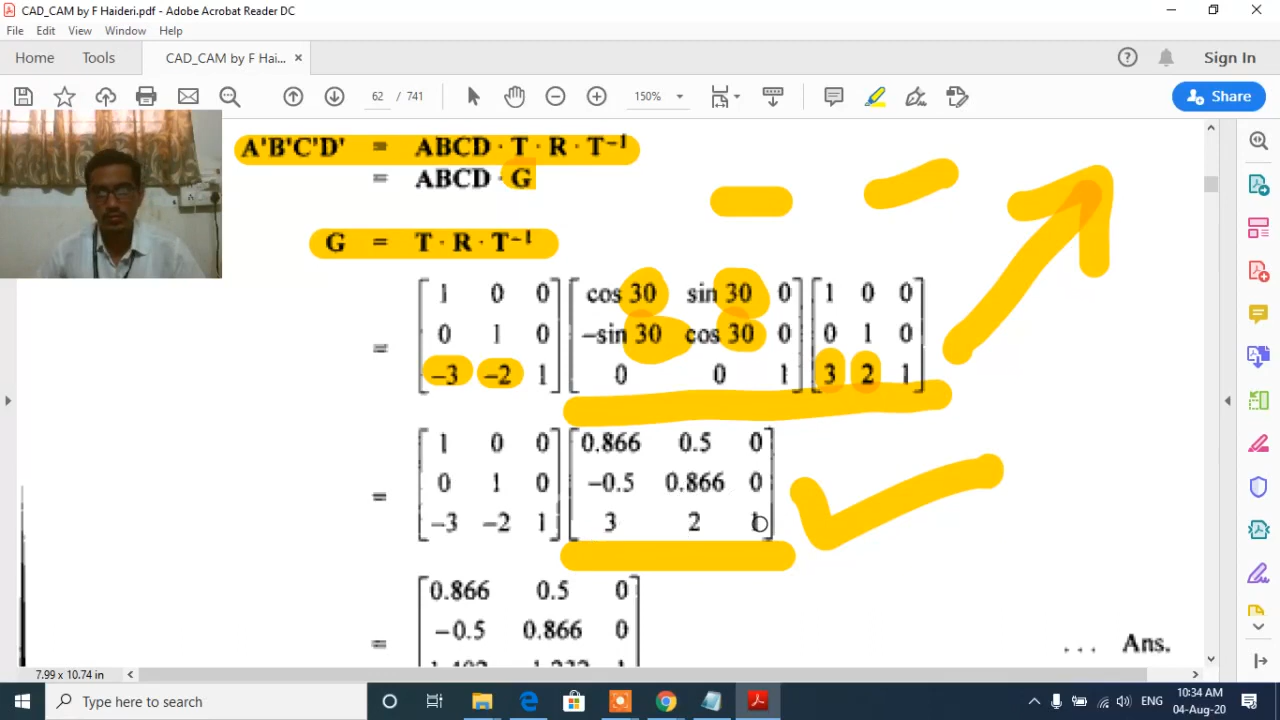 CAD_CAM by F Haideri.pdf - Adobe Acrobat Reader DC
File Edit View Window Help
Home Tools CAD_CAM by F Hai... × Sign In
62 / 741 150% Share
A'B'C'D' = ABCD · T · R · T⁻¹
= ABCD · G
G = T · R · T⁻¹
1 0 0 cos 30 sin 30 0 1 0 0
= 0 1 0 −sin 30 cos 30 0 0 1 0
−3 −2 1 0 0 1 3 2 1
1 0 0 0.866 0.5 0
= 0 1 0 −0.5 0.866 0
−3 −2 1 3 2 1
0.866 0.5 0
= −0.5 0.866 0 ... Ans.
7.99 x 10.74 in
Type here to search ENG 10:34 AM
04-Aug-20